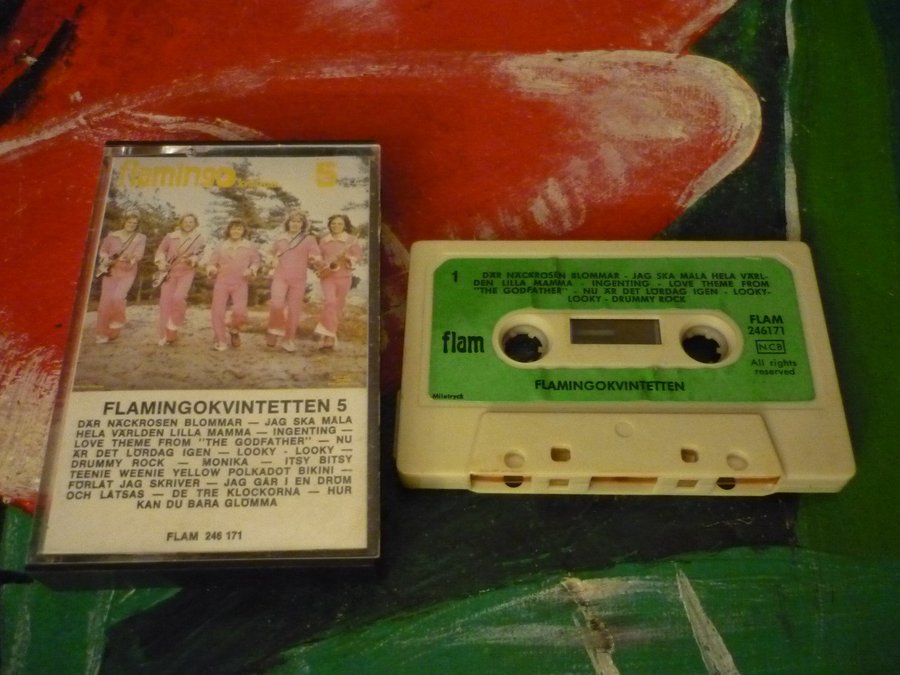 flamingo
5
FLAMINGOKVINTETTEN 5
DÄR NÄCKROSEN BLOMMAR — JAG SKA MÅLA
HELA VÄRLDEN LILLA MAMMA — INGENTING —
LOVE THEME FROM "THE GODFATHER" — NU
ÄR DET LÖRDAG IGEN — LOOKY - LOOKY —
DRUMMY ROCK — MONIKA — ITSY BITSY
TEENIE WEENIE YELLOW POLKADOT BIKINI —
FÖRLÅT JAG SKRIVER — JAG GÅR I EN DRÖM
OCH LÅTSAS — DE TRE KLOCKORNA — HUR
KAN DU BARA GLÖMMA
FLAM 246 171
1
DÄR NÄCKROSEN BLOMMAR - JAG SKA MÅLA HELA VÄRL-
DEN LILLA MAMMA - INGENTING - LOVE THEME FROM
"THE GODFATHER" - NU ÄR DET LÖRDAG IGEN - LOOKY-
LOOKY - DRUMMY ROCK
flam
FLAM
246171
NCB
All rights
reserved
FLAMINGOKVINTETTEN
Miletryck